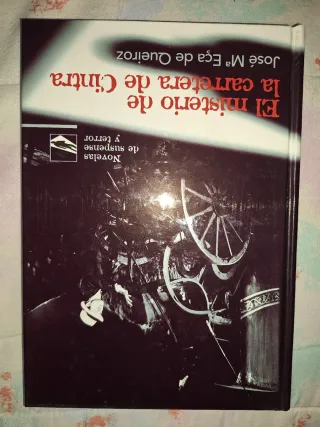 José Mª Eça de Queiroz
El misterio de
la carretera de Cintra
Novelas
de suspense
y terror